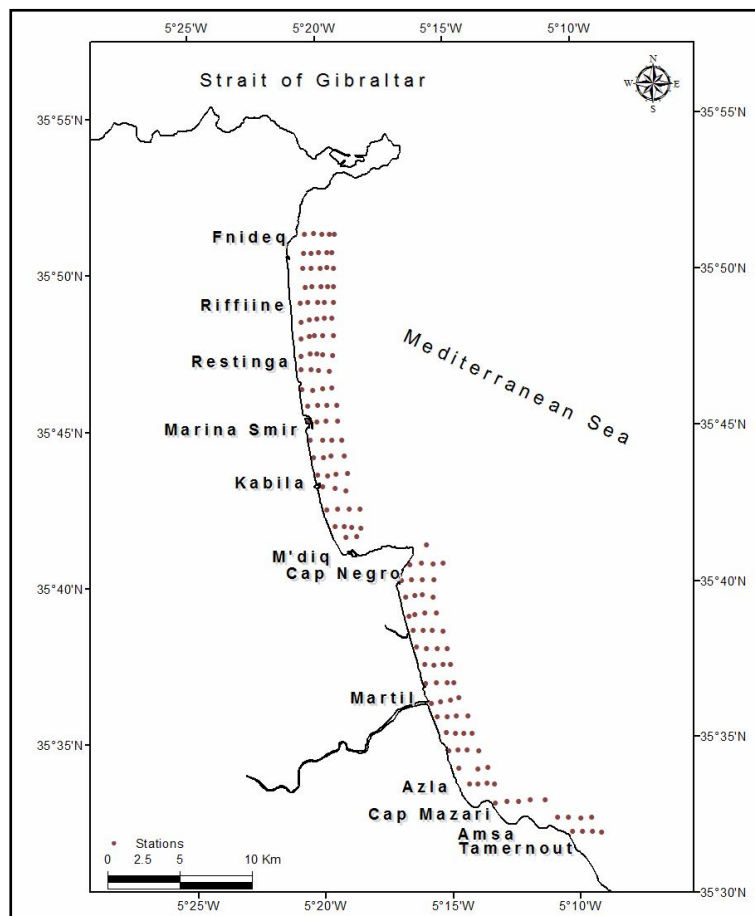 5°25'W 5°20'W 5°15'W 5°10'W
Strait of Gibraltar
N
W E
S
35°55'N 35°55'N
Fnideq
35°50'N 35°50'N
Riffiine
Mediterranean Sea
Restinga
35°45'N 35°45'N
Marina Smir
Kabila
M'diq
Cap Negro
35°40'N 35°40'N
Martil
35°35'N 35°35'N
Azla
Cap Mazari
Amsa
Tamernout
Stations
0 2.5 5 10 Km
35°30'N 35°30'N
5°25'W 5°20'W 5°15'W 5°10'W